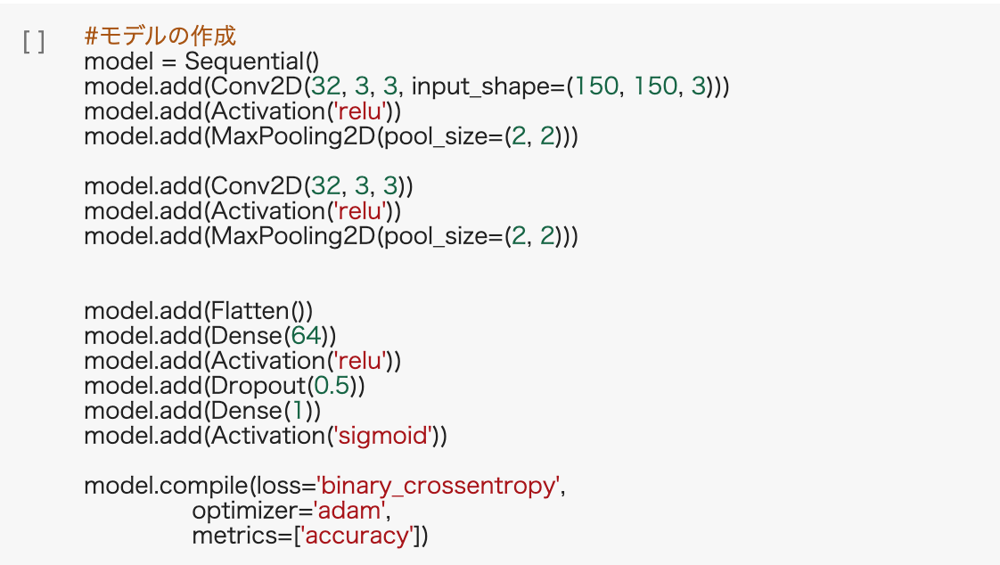 [ ]
#モデルの作成
model = Sequential()
model.add(Conv2D(32, 3, 3, input_shape=(150, 150, 3)))
model.add(Activation('relu'))
model.add(MaxPooling2D(pool_size=(2, 2)))
model.add(Conv2D(32, 3, 3))
model.add(Activation('relu'))
model.add(MaxPooling2D(pool_size=(2, 2)))
model.add(Flatten())
model.add(Dense(64))
model.add(Activation('relu'))
model.add(Dropout(0.5))
model.add(Dense(1))
model.add(Activation('sigmoid'))
model.compile(loss='binary_crossentropy',
optimizer='adam',
metrics=['accuracy'])